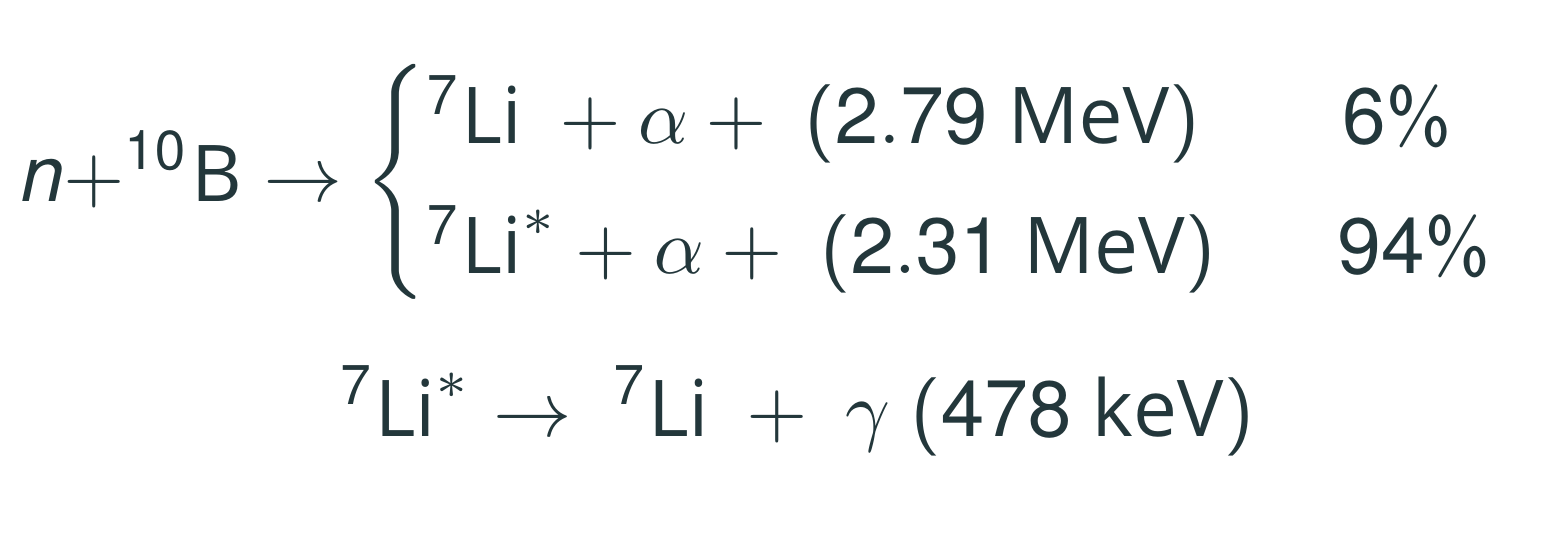 n+¹⁰B → { ⁷Li + α + (2.79 MeV) 6%
⁷Li* + α + (2.31 MeV) 94%
⁷Li* → ⁷Li + γ (478 keV)